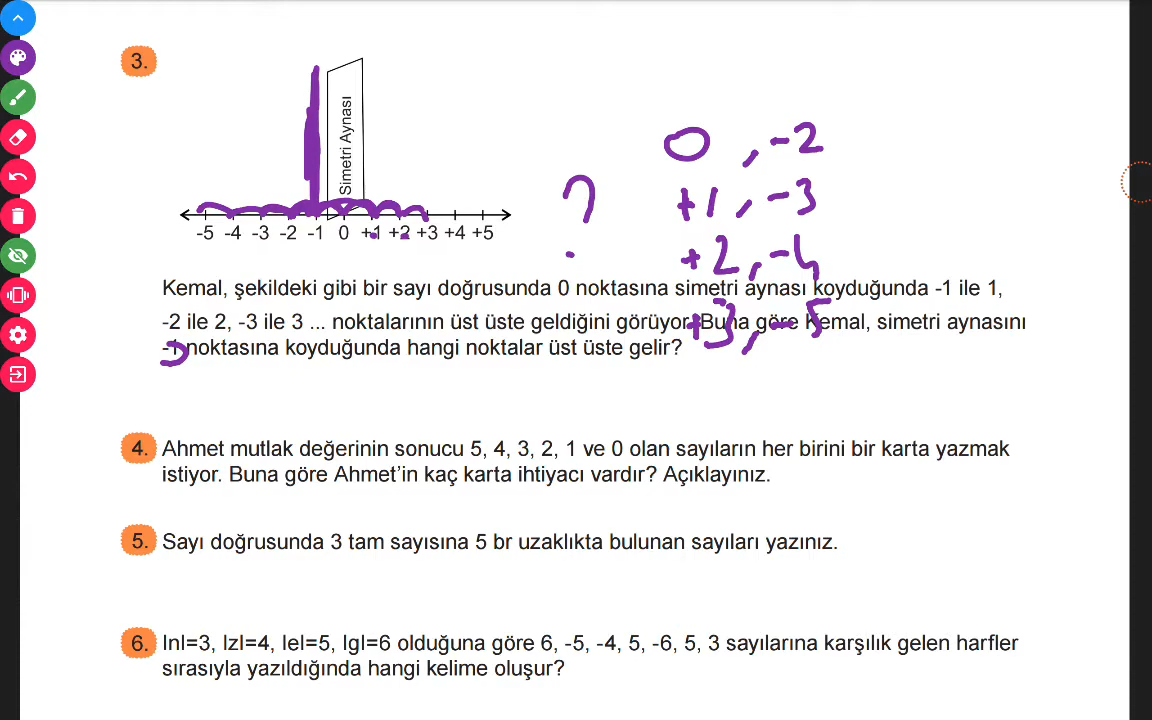 3.
Simetri Aynası
-5 -4 -3 -2 -1 0 +1 +2 +3 +4 +5
?
0, -2
+1, -3
+2, -4
+3, -5
Kemal, şekildeki gibi bir sayı doğrusunda 0 noktasına simetri aynası koyduğunda -1 ile 1,
-2 ile 2, -3 ile 3 ... noktalarının üst üste geldiğini görüyor. Buna göre Kemal, simetri aynasını
-1 noktasına koyduğunda hangi noktalar üst üste gelir?
4. Ahmet mutlak değerinin sonucu 5, 4, 3, 2, 1 ve 0 olan sayıların her birini bir karta yazmak
istiyor. Buna göre Ahmet'in kaç karta ihtiyacı vardır? Açıklayınız.
5. Sayı doğrusunda 3 tam sayısına 5 br uzaklıkta bulunan sayıları yazınız.
6. InI=3, IzI=4, IeI=5, IgI=6 olduğuna göre 6, -5, -4, 5, -6, 5, 3 sayılarına karşılık gelen harfler
sırasıyla yazıldığında hangi kelime oluşur?